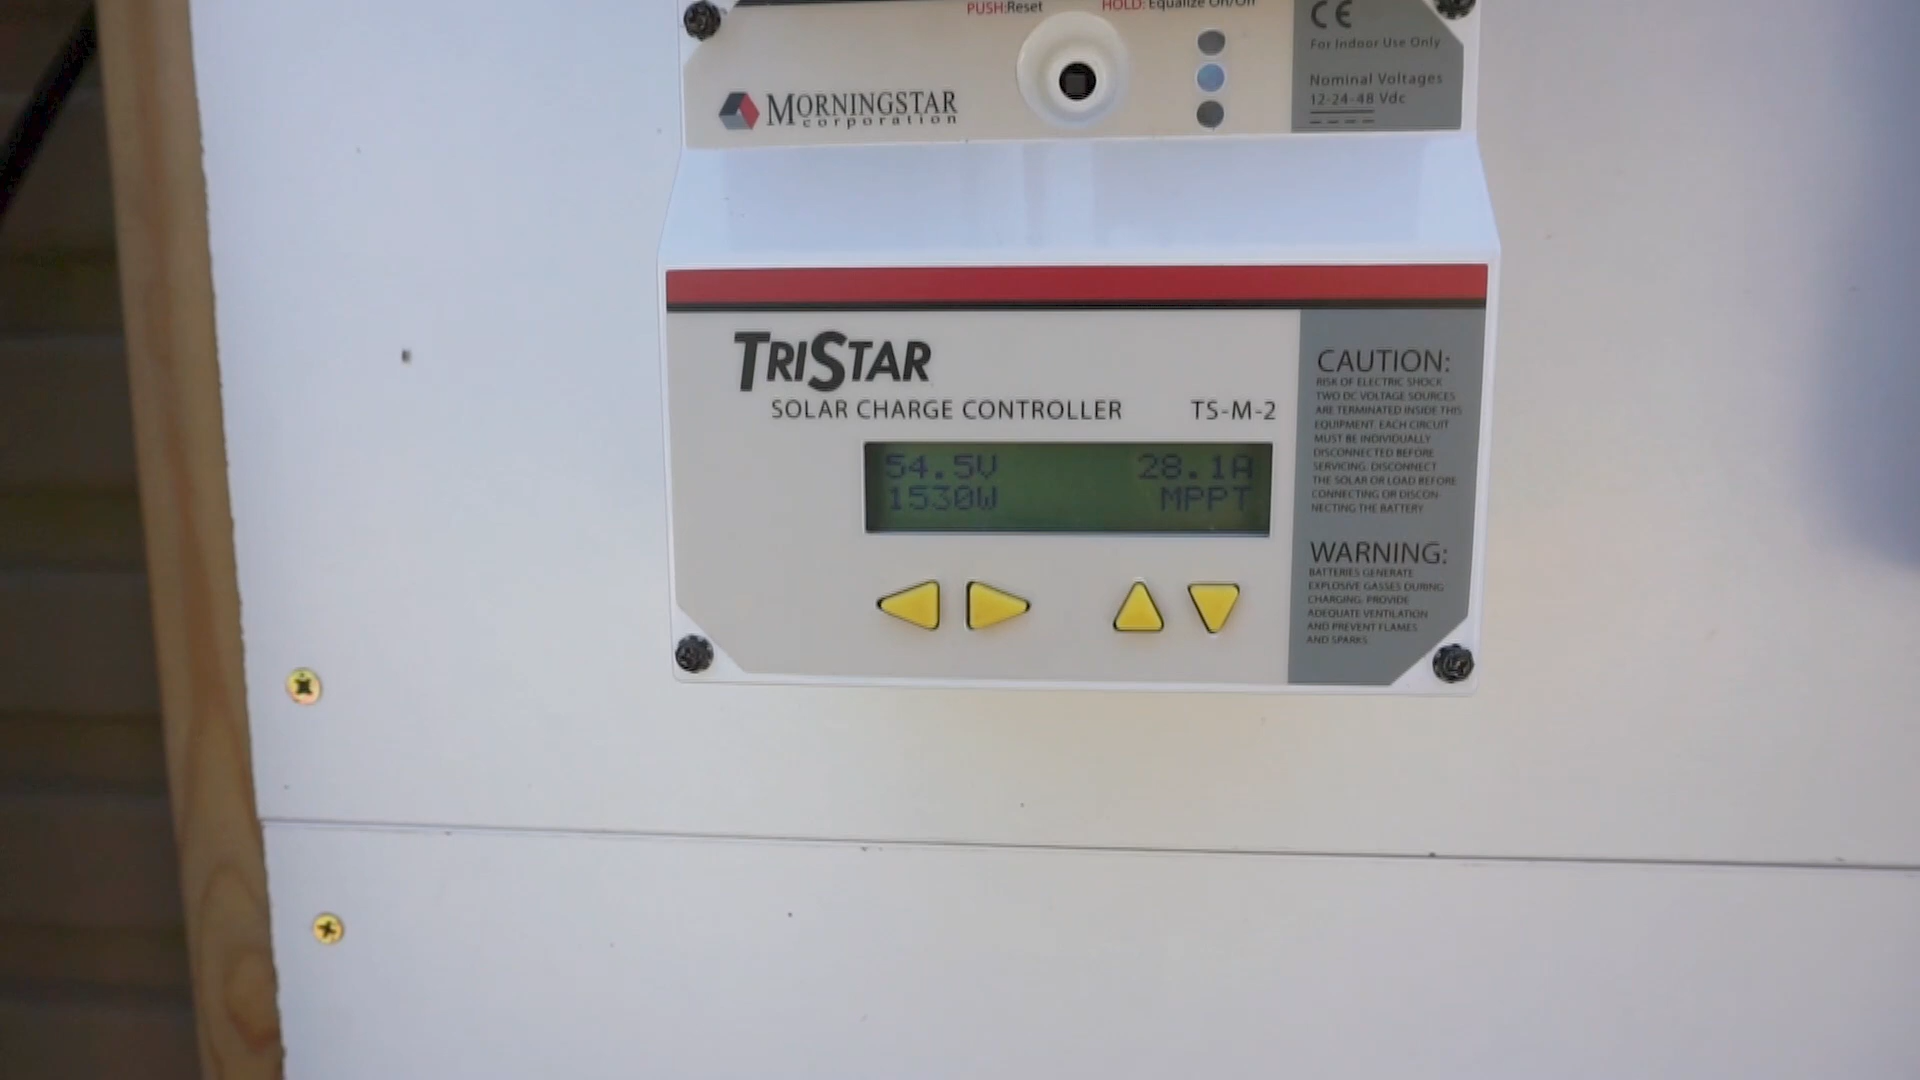 PUSH:Reset HOLD: Equalize On/Off
CE
For Indoor Use Only
Nominal Voltages
12-24-48 Vdc
MORNINGSTAR
corporation
TRISTAR
SOLAR CHARGE CONTROLLER TS-M-2
54.5V 28.1A
1530W MPPT
CAUTION:
RISK OF ELECTRIC SHOCK
TWO DC VOLTAGE SOURCES
ARE TERMINATED INSIDE THIS
EQUIPMENT. EACH CIRCUIT
MUST BE INDIVIDUALLY
DISCONNECTED BEFORE
SERVICING. DISCONNECT
THE SOLAR OR LOAD BEFORE
CONNECTING OR DISCON-
NECTING THE BATTERY.
WARNING:
BATTERIES GENERATE
EXPLOSIVE GASSES DURING
CHARGING. PROVIDE
ADEQUATE VENTILATION
AND PREVENT FLAMES
AND SPARKS.